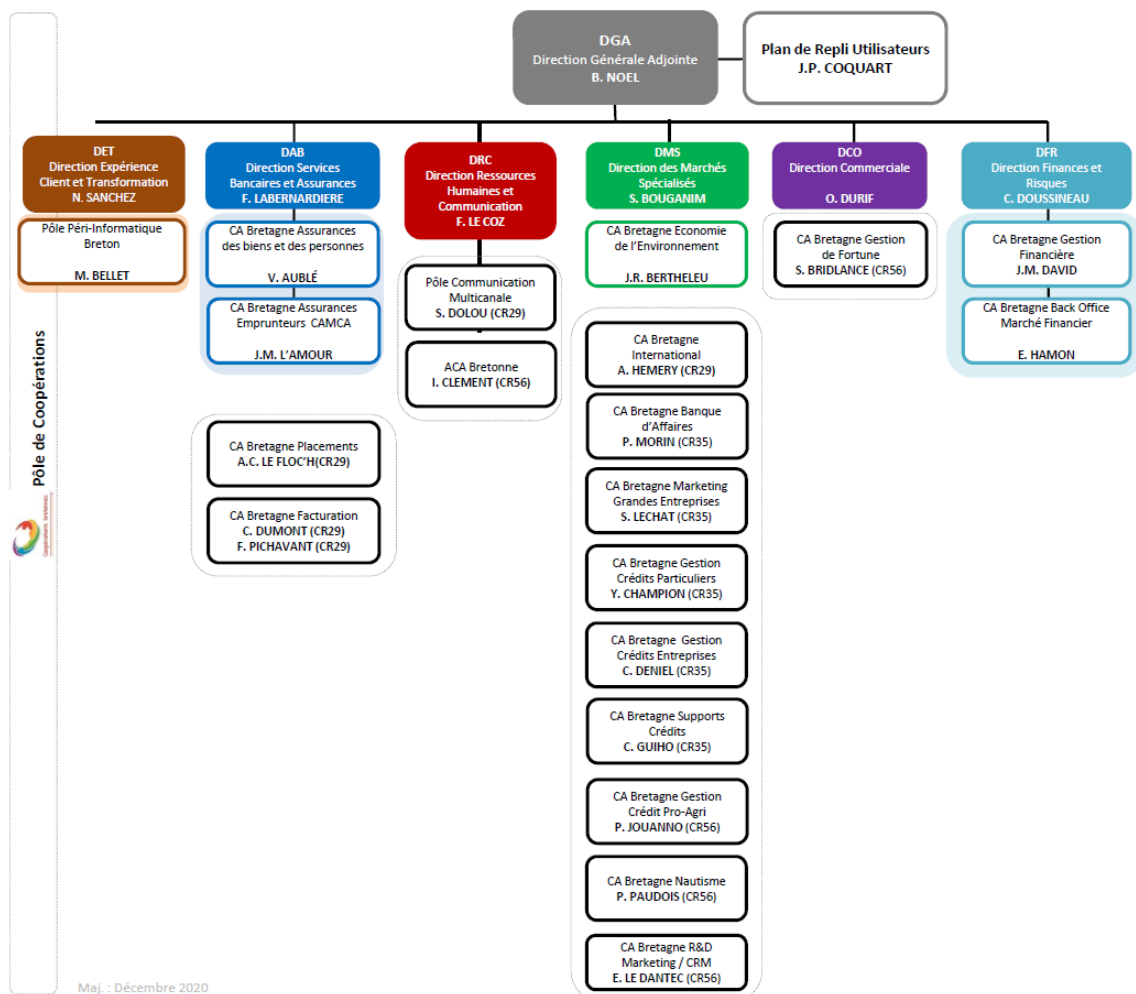 DGA
Direction Générale Adjointe
B. NOEL
Plan de Repli Utilisateurs
J.P. COQUART
DET
Direction Expérience
Client et Transformation
N. SANCHEZ
Pôle Péri-Informatique
Breton
M. BELLET
DAB
Direction Services
Bancaires et Assurances
F. LABERNARDIERE
CA Bretagne Assurances
des biens et des personnes
V. AUBLÉ
CA Bretagne Assurances
Emprunteurs CAMCA
J.M. L’AMOUR
CA Bretagne Placements
A.C. LE FLOC’H(CR29)
CA Bretagne Facturation
C. DUMONT (CR29)
F. PICHAVANT (CR29)
DRC
Direction Ressources
Humaines et
Communication
F. LE COZ
Pôle Communication
Multicanale
S. DOLOU (CR29)
ACA Bretonne
I. CLEMENT (CR56)
DMS
Direction des Marchés
Spécialisés
S. BOUGANIM
CA Bretagne Economie
de l’Environnement
J.R. BERTHELEU
CA Bretagne
International
A. HEMERY (CR29)
CA Bretagne Banque
d’Affaires
P. MORIN (CR35)
CA Bretagne Marketing
Grandes Entreprises
S. LECHAT (CR35)
CA Bretagne Gestion
Crédits Particuliers
Y. CHAMPION (CR35)
CA Bretagne Gestion
Crédits Entreprises
C. DENIEL (CR35)
CA Bretagne Supports
Crédits
C. GUIHO (CR35)
CA Bretagne Gestion
Crédit Pro-Agri
P. JOUANNO (CR56)
CA Bretagne Nautisme
P. PAUDOIS (CR56)
CA Bretagne R&D
Marketing / CRM
E. LE DANTEC (CR56)
DCO
Direction Commerciale
O. DURIF
CA Bretagne Gestion
de Fortune
S. BRIDLANCE (CR56)
DFR
Direction Finances et
Risques
C. DOUSSINEAU
CA Bretagne Gestion
Financière
J.M. DAVID
CA Bretagne Back Office
Marché Financier
E. HAMON
Pôle de Coopérations
Coopérations bretonnes
Maj. : Décembre 2020